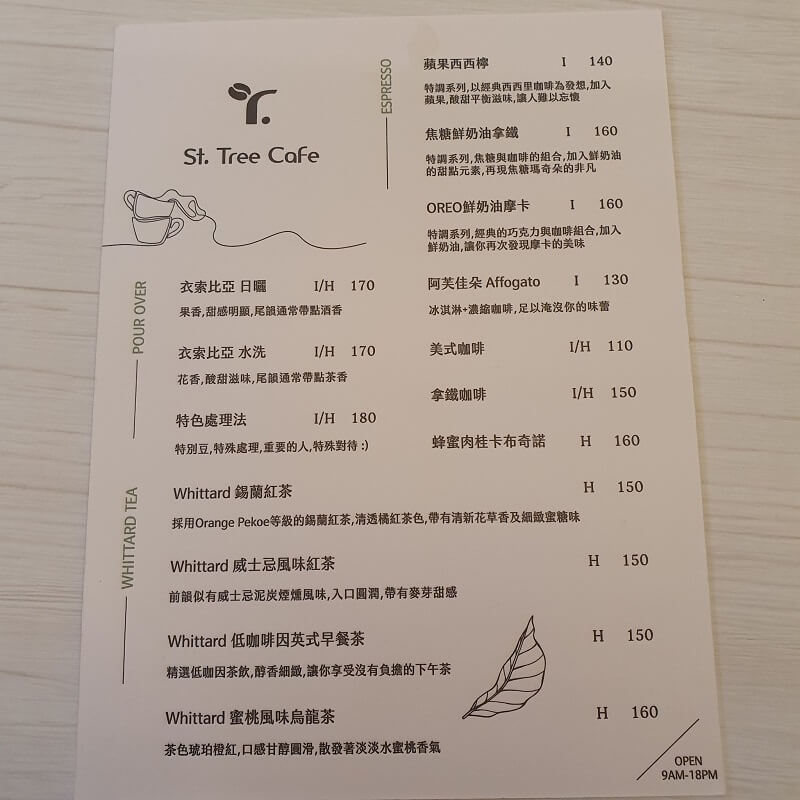 St. Tree Cafe
ESPRESSO
蘋果西西檸 I 140
特調系列,以經典西西里咖啡為發想,加入
蘋果,酸甜平衡滋味,讓人難以忘懷
焦糖鮮奶油拿鐵 I 160
特調系列,焦糖與咖啡的組合,加入鮮奶油
的甜點元素,再現焦糖瑪奇朵的非凡
OREO鮮奶油摩卡 I 160
特調系列,經典的巧克力與咖啡組合,加入
鮮奶油,讓你再次發現摩卡的美味
阿芙佳朵 Affogato I 130
冰淇淋+濃縮咖啡,足以淹沒你的味蕾
美式咖啡 I/H 110
拿鐵咖啡 I/H 150
蜂蜜肉桂卡布奇諾 H 160
POUR OVER
衣索比亞 日曬 I/H 170
果香,甜感明顯,尾韻通常帶點酒香
衣索比亞 水洗 I/H 170
花香,酸甜滋味,尾韻通常帶點茶香
特色處理法 I/H 180
特別豆,特殊處理,重要的人,特殊對待 :)
WHITTARD TEA
Whittard 錫蘭紅茶 H 150
採用Orange Pekoe等級的錫蘭紅茶,清透橘紅茶色,帶有清新花草香及細緻蜜糖味
Whittard 威士忌風味紅茶 H 150
前韻似有威士忌泥炭煙燻風味,入口圓潤,帶有麥芽甜感
Whittard 低咖啡因英式早餐茶 H 150
精選低咖因茶飲,醇香細緻,讓你享受沒有負擔的下午茶
Whittard 蜜桃風味烏龍茶 H 160
茶色琥珀橙紅,口感甘醇圓滑,散發著淡淡水蜜桃香氣
OPEN
9AM-18PM